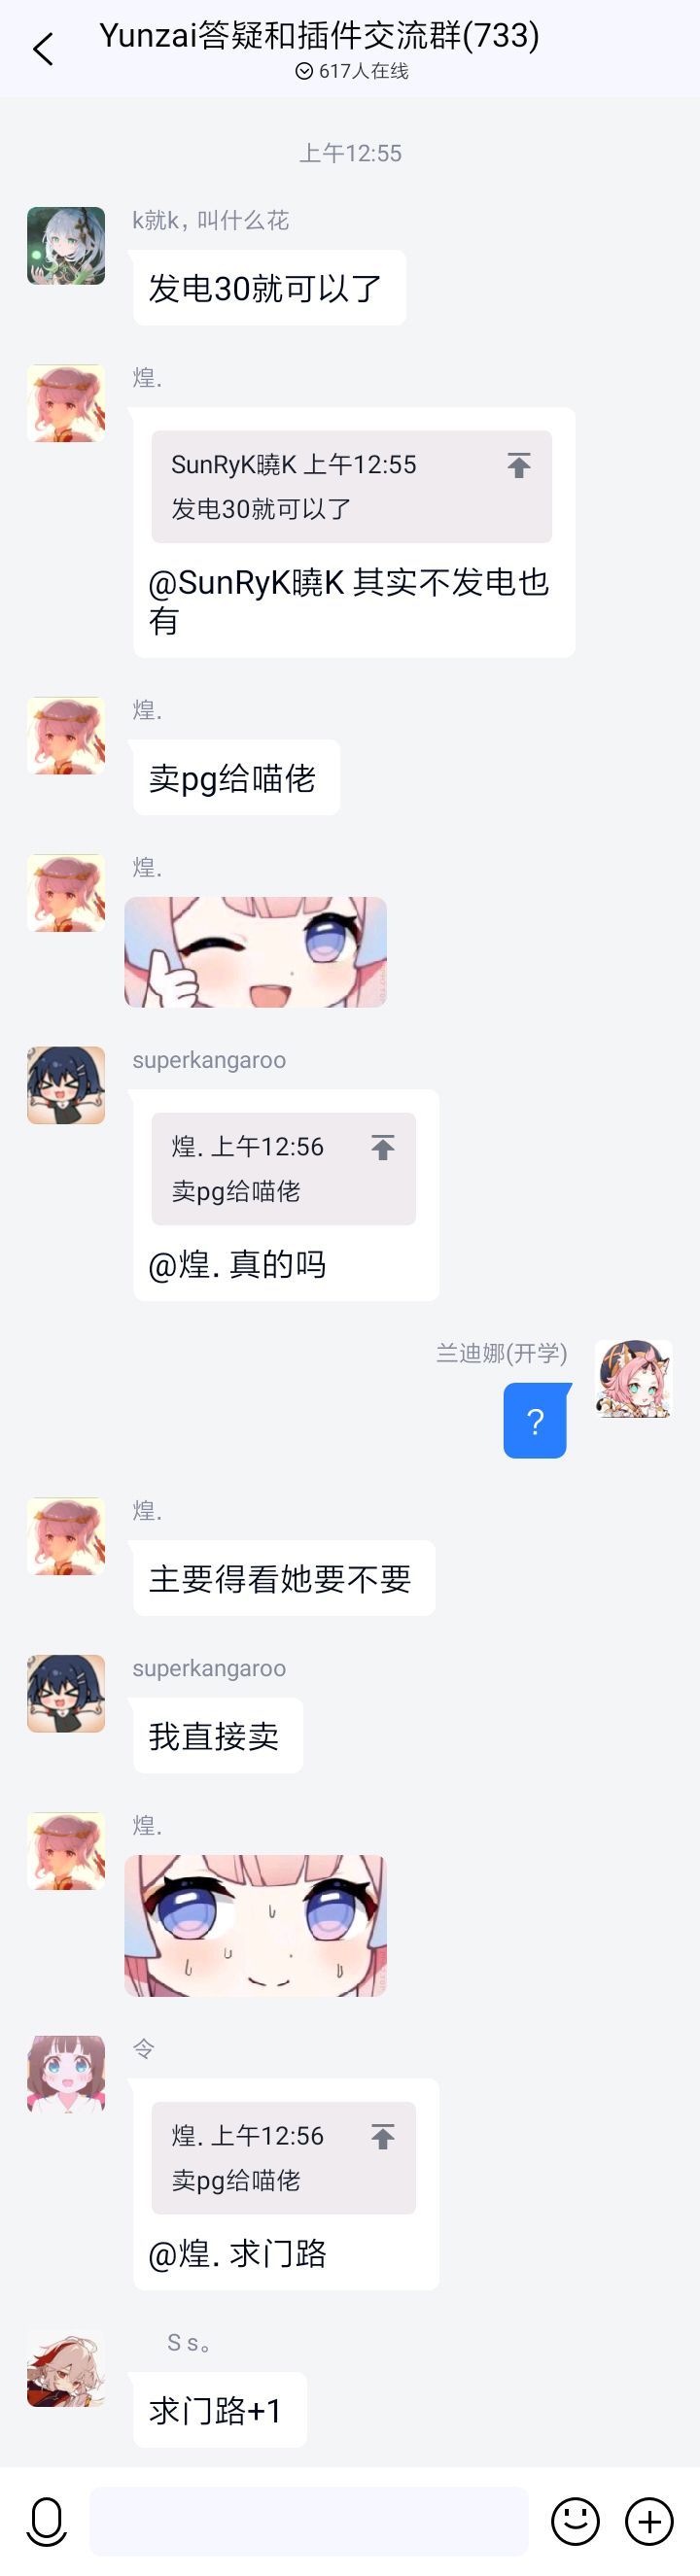 Yunzai答疑和插件交流群(733)
617人在线
上午12:55
k就k，叫什么花
发电30就可以了
煌.
SunRyK曉K 上午12:55
发电30就可以了
@SunRyK曉K 其实不发电也
有
煌.
卖pg给喵佬
煌.
superkangaroo
煌. 上午12:56
卖pg给喵佬
@煌. 真的吗
兰迪娜(开学)
?
煌.
主要得看她要不要
superkangaroo
我直接卖
煌.
令
煌. 上午12:56
卖pg给喵佬
@煌. 求门路
S s。
求门路+1